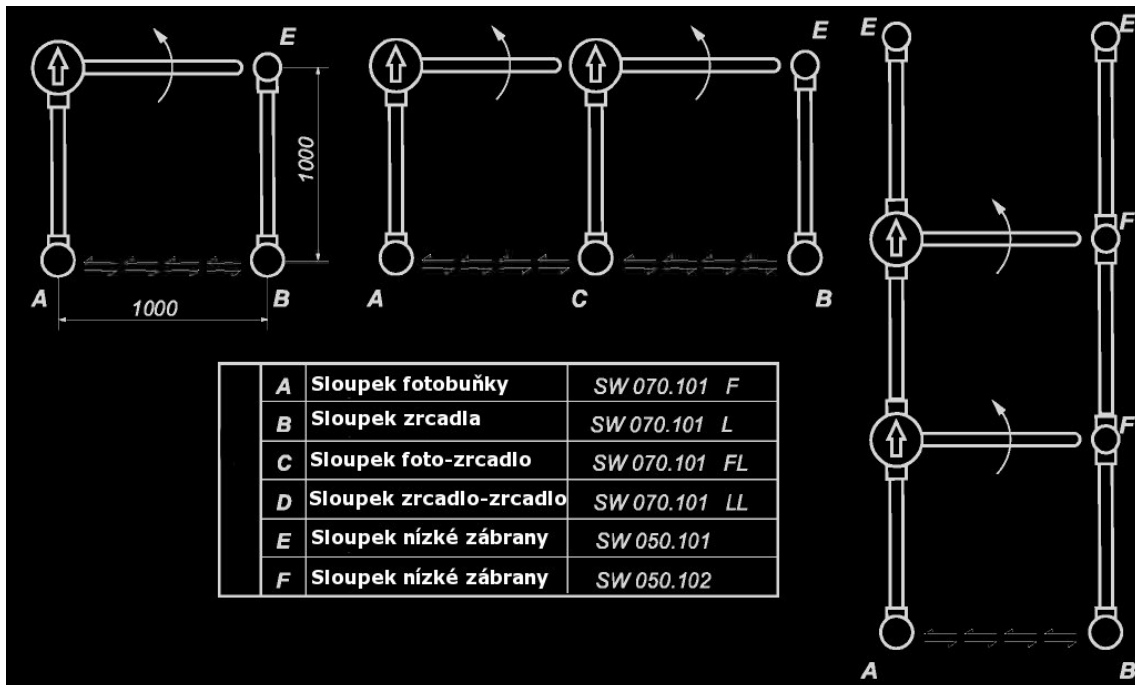 E
1000
A
B
1000
E
A
C
B
E
E
F
F
A
B
A Sloupek fotobuňky SW 070.101 F
B Sloupek zrcadla SW 070.101 L
C Sloupek foto-zrcadlo SW 070.101 FL
D Sloupek zrcadlo-zrcadlo SW 070.101 LL
E Sloupek nízké zábrany SW 050.101
F Sloupek nízké zábrany SW 050.102